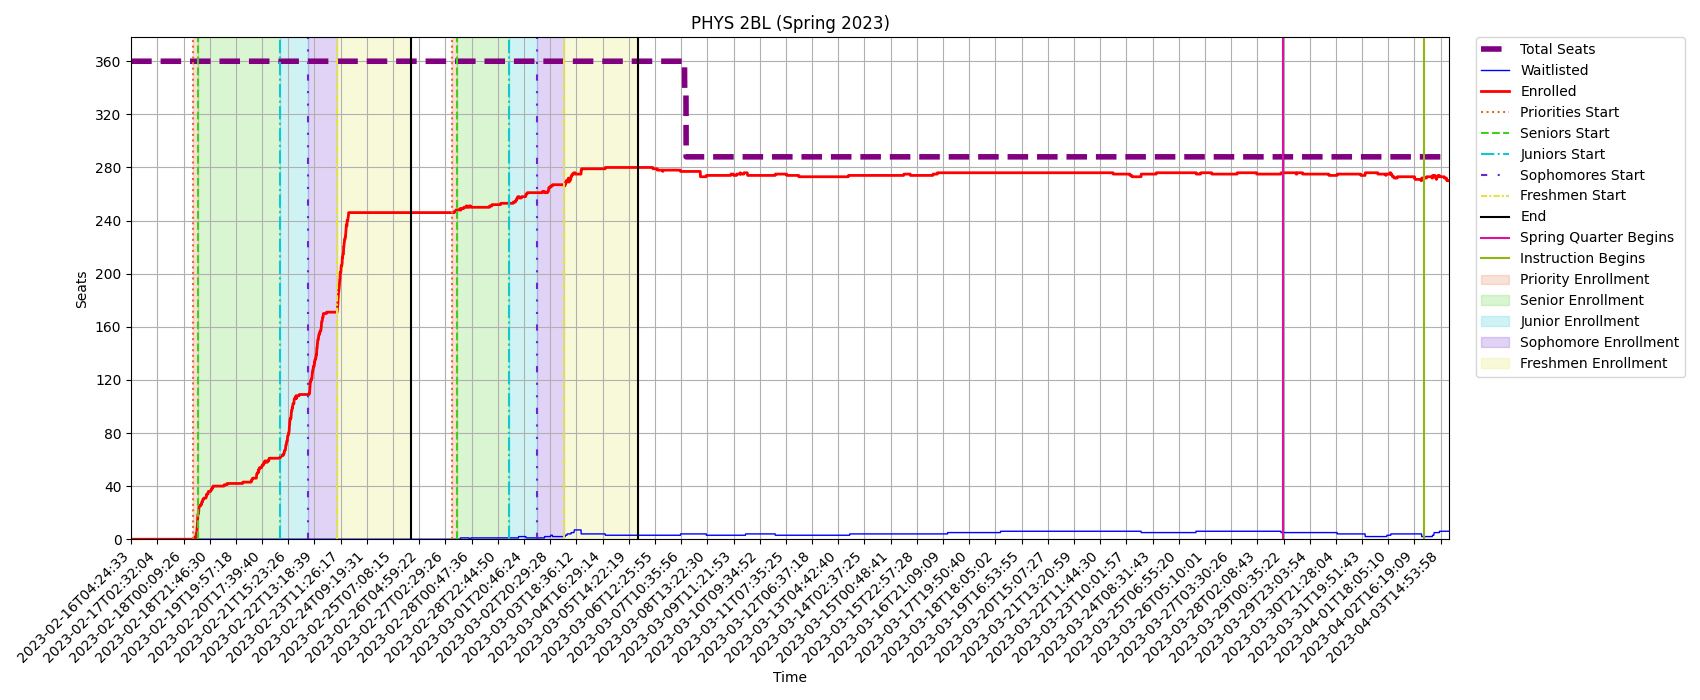 PHYS 2BL (Spring 2023)
Seats
360
320
280
240
200
160
120
80
40
0
2023-02-16T04:24:33
2023-02-17T02:32:04
2023-02-18T00:09:26
2023-02-18T21:46:30
2023-02-19T19:57:18
2023-02-20T17:39:40
2023-02-21T15:23:26
2023-02-22T13:18:39
2023-02-23T11:26:17
2023-02-24T09:19:31
2023-02-25T07:08:15
2023-02-26T04:59:22
2023-02-27T02:29:26
2023-02-28T00:47:36
2023-02-28T22:44:50
2023-03-01T20:46:24
2023-03-02T20:29:28
2023-03-03T18:36:12
2023-03-04T16:29:14
2023-03-05T14:22:19
2023-03-06T12:25:55
2023-03-07T10:35:56
2023-03-08T13:22:30
2023-03-09T11:21:53
2023-03-10T09:34:52
2023-03-11T07:35:25
2023-03-12T06:37:18
2023-03-13T04:42:40
2023-03-14T02:37:25
2023-03-15T00:48:41
2023-03-15T22:57:28
2023-03-16T21:09:09
2023-03-17T19:50:40
2023-03-18T18:05:02
2023-03-19T16:53:55
2023-03-20T15:07:27
2023-03-21T13:20:59
2023-03-22T11:44:30
2023-03-23T10:01:57
2023-03-24T08:31:43
2023-03-25T06:55:20
2023-03-26T05:10:01
2023-03-27T03:30:26
2023-03-28T02:08:43
2023-03-29T00:35:22
2023-03-29T23:03:54
2023-03-30T21:28:04
2023-03-31T19:51:43
2023-04-01T18:05:10
2023-04-02T16:19:09
2023-04-03T14:53:58
Time
Total Seats
Waitlisted
Enrolled
Priorities Start
Seniors Start
Juniors Start
Sophomores Start
Freshmen Start
End
Spring Quarter Begins
Instruction Begins
Priority Enrollment
Senior Enrollment
Junior Enrollment
Sophomore Enrollment
Freshmen Enrollment